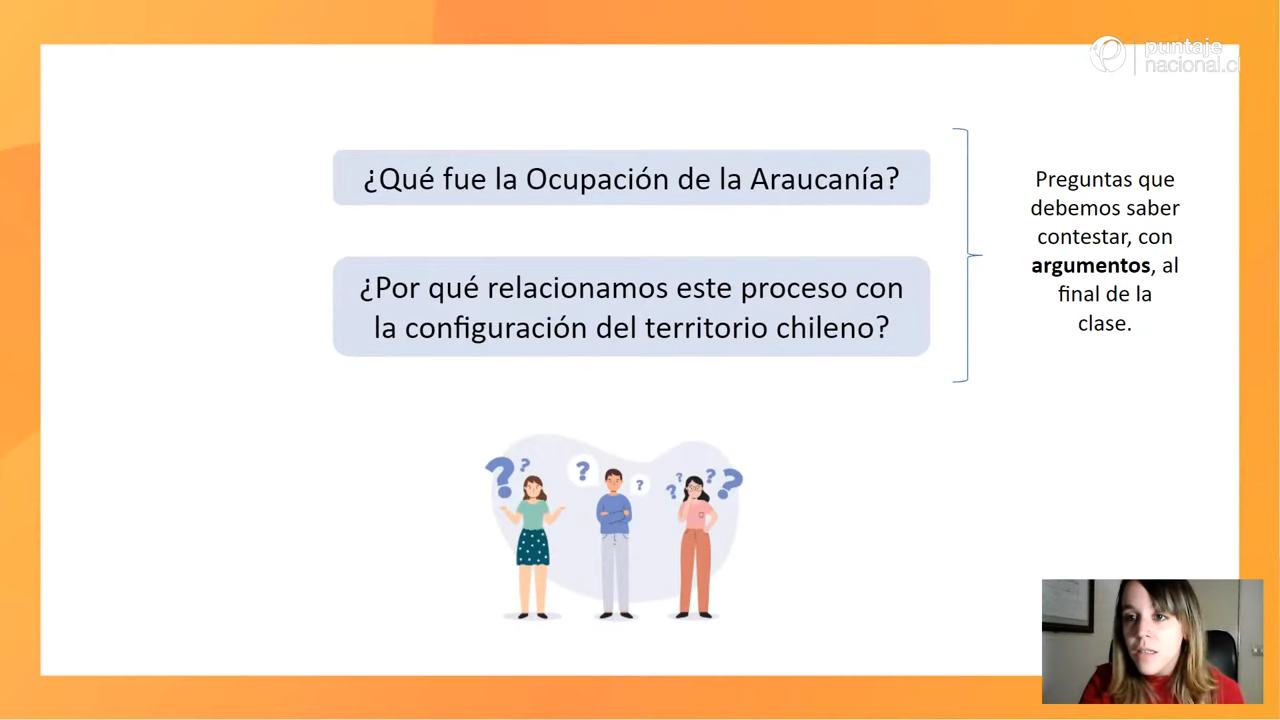 puntaje
nacional.cl
¿Qué fue la Ocupación de la Araucanía?
¿Por qué relacionamos este proceso con
la configuración del territorio chileno?
Preguntas que
debemos saber
contestar, con
argumentos, al
final de la
clase.
? ? ? ? ? ? ? ?